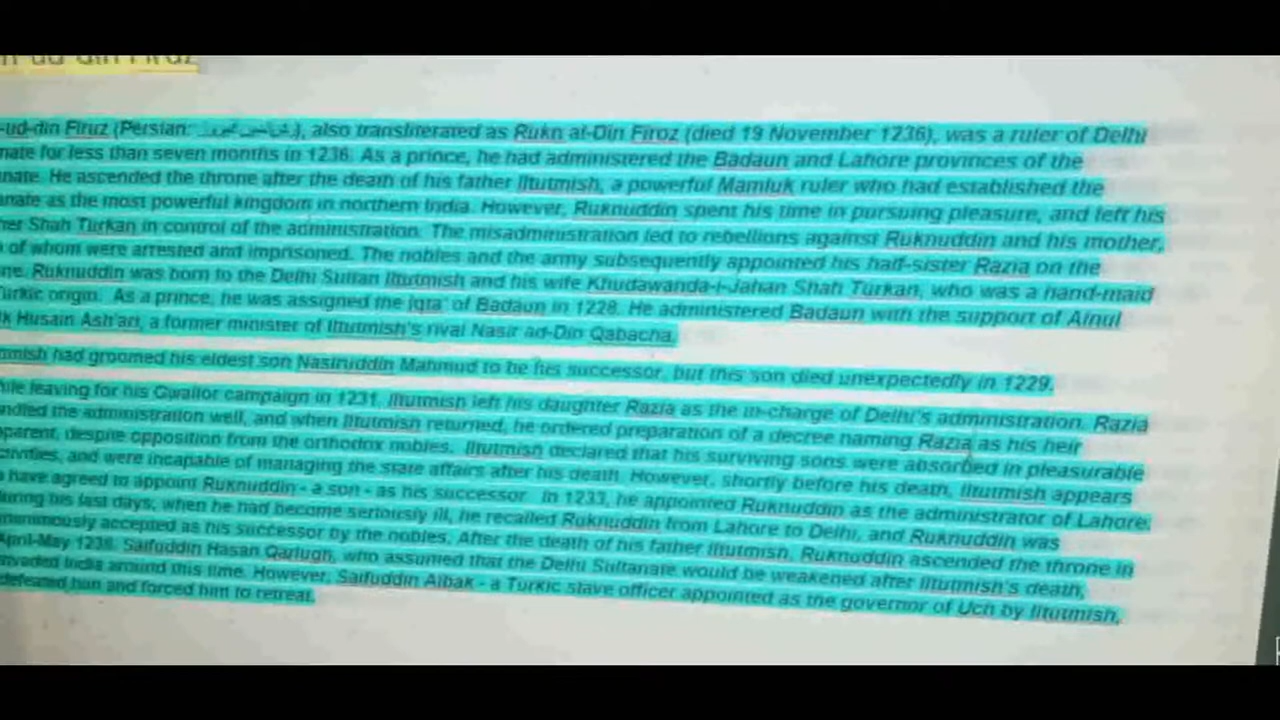 -ud-din Firuz
-ud-din Firuz (Persian: ), also transliterated as Rukn al-Din Firoz (died 19 November 1236), was a ruler of Delhi
nate for less than seven months in 1236. As a prince, he had administered the Badaun and Lahore provinces of the
nate. He ascended the throne after the death of his father Iltutmish, a powerful Mamluk ruler who had established the
anate as the most powerful kingdom in northern India. However, Ruknuddin spent his time in pursuing pleasure, and left his
her Shah Turkan in control of the administration. The misadministration led to rebellions against Ruknuddin and his mother,
of whom were arrested and imprisoned. The nobles and the army subsequently appointed his half-sister Razia on the
ne. Ruknuddin was born to the Delhi Sultan Iltutmish and his wife Khudawanda-i-Jahan Shah Turkan, who was a hand-maid
Turkic origin. As a prince, he was assigned the iqta' of Badaun in 1228. He administered Badaun with the support of Ainul
lk Husain Ash'ari, a former minister of Iltutmish's rival Nasir ad-Din Qabacha.
tmish had groomed his eldest son Nasiruddin Mahmud to be his successor, but this son died unexpectedly in 1229.
hile leaving for his Gwalior campaign in 1231, Iltutmish left his daughter Razia as the in-charge of Delhi's administration. Razia
ndled the administration well, and when Iltutmish returned, he ordered preparation of a decree naming Razia as his heir
pparent, despite opposition from the orthodox nobles. Iltutmish declared that his surviving sons were absorbed in pleasurable
ctivities, and were incapable of managing the state affairs after his death. However, shortly before his death, Iltutmish appears
have agreed to appoint Ruknuddin - a son - as his successor. In 1233, he appointed Ruknuddin as the administrator of Lahore.
during his last days, when he had become seriously ill, he recalled Ruknuddin from Lahore to Delhi, and Ruknuddin was
nanimously accepted as his successor by the nobles. After the death of his father Iltutmish, Ruknuddin ascended the throne in
April-May 1236. Saifuddin Hasan Qarlugh, who assumed that the Delhi Sultanate would be weakened after Iltutmish's death,
invaded India around this time. However, Saifuddin Aibak - a Turkic slave officer appointed as the governor of Uch by Iltutmish,
defeated him and forced him to retreat.